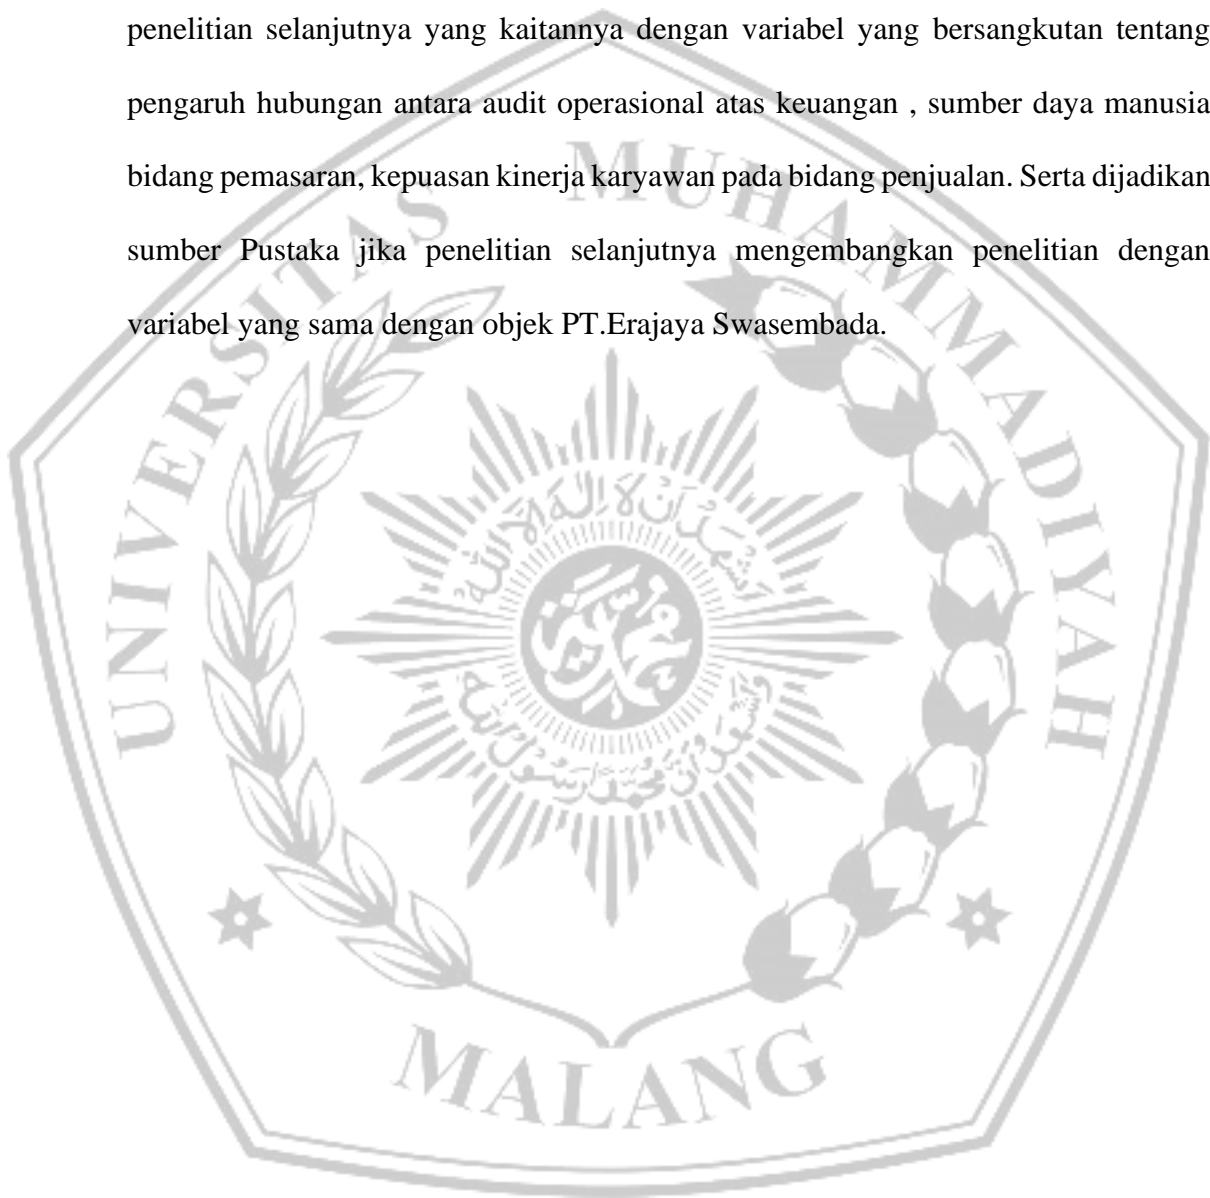 penelitian selanjutnya yang kaitannya dengan variabel yang bersangkutan tentang
pengaruh hubungan antara audit operasional atas keuangan , sumber daya manusia
bidang pemasaran, kepuasan kinerja karyawan pada bidang penjualan. Serta dijadikan
sumber Pustaka jika penelitian selanjutnya mengembangkan penelitian dengan
variabel yang sama dengan objek PT.Erajaya Swasembada.
UNIVERSITAS MUHAMMADIYAH
MALANG